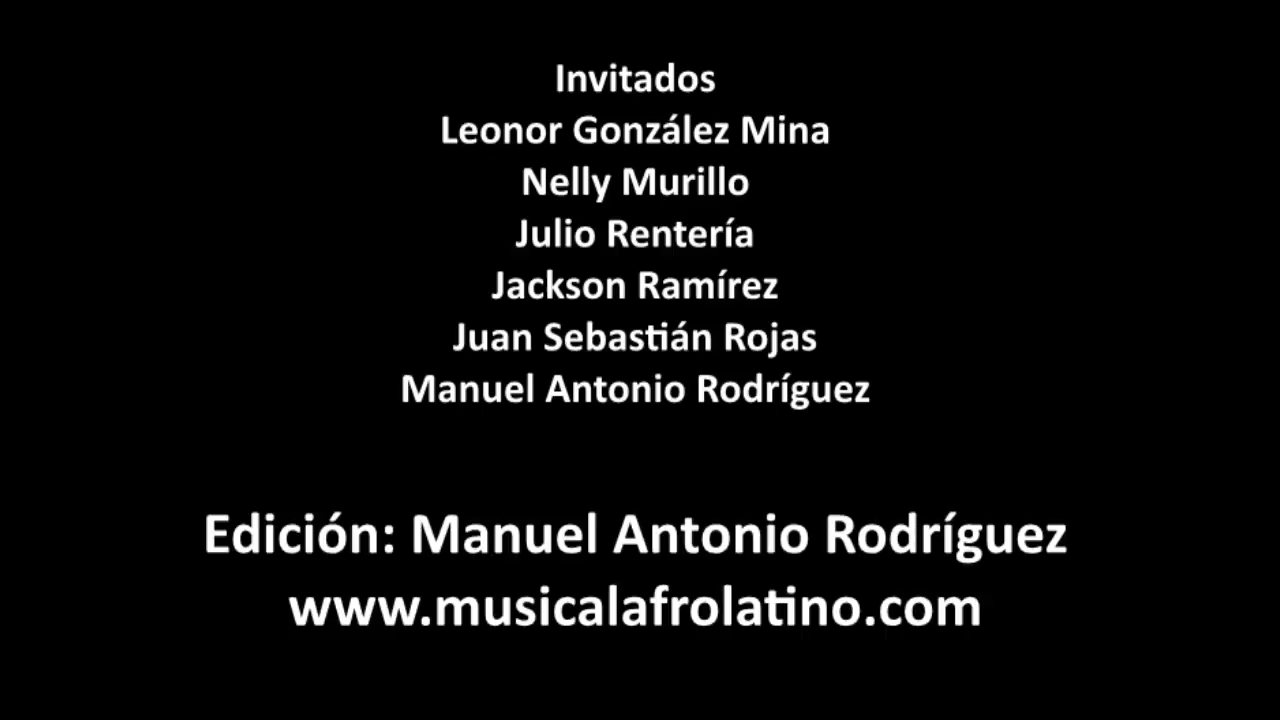 Invitados
Leonor González Mina
Nelly Murillo
Julio Rentería
Jackson Ramírez
Juan Sebastián Rojas
Manuel Antonio Rodríguez
Edición: Manuel Antonio Rodríguez
www.musicalafrolatino.com